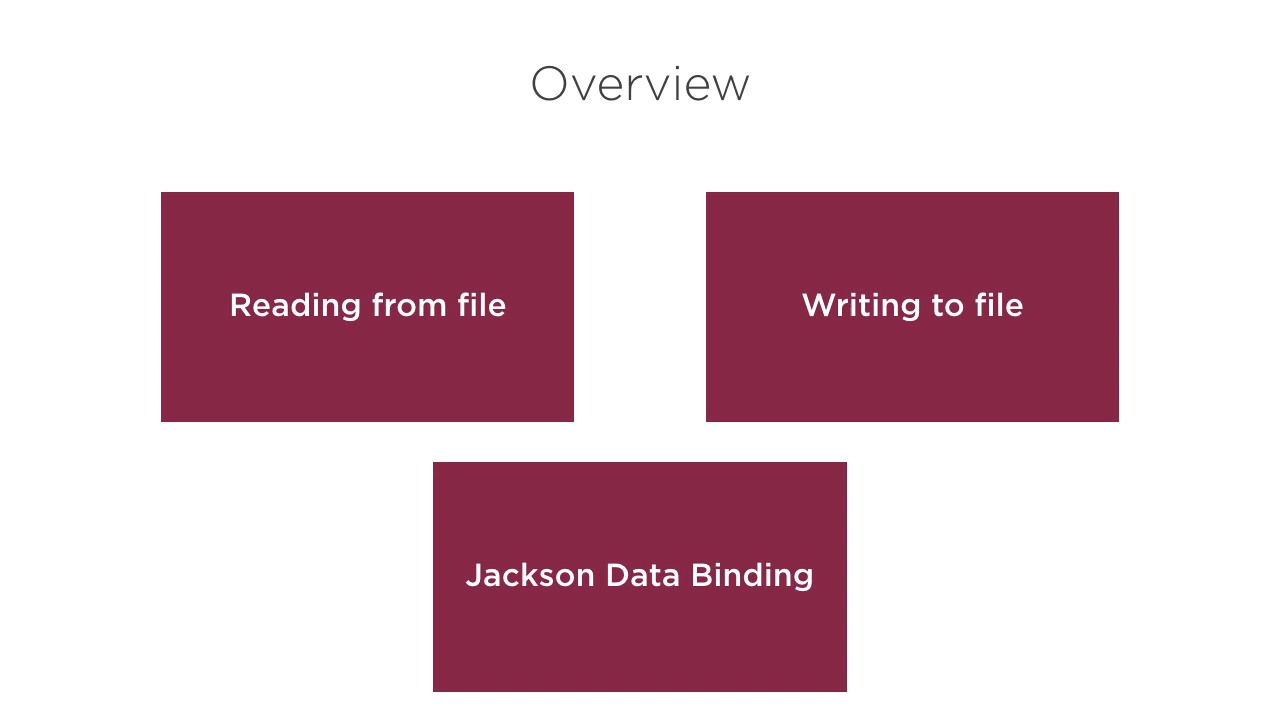 Overview
Reading from file
Writing to file
Jackson Data Binding